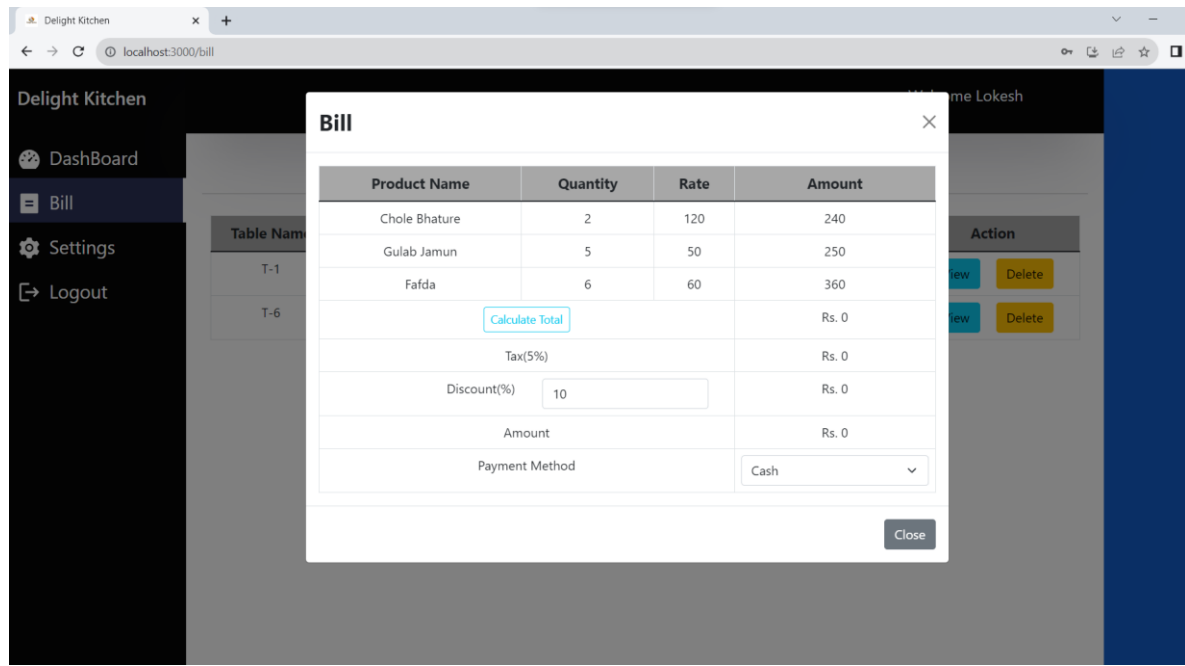 Delight Kitchen
localhost:3000/bill
Delight Kitchen
me Lokesh
DashBoard
Bill
Settings
Logout
Table Nam
Action
T-1
iew Delete
T-6
iew Delete
Bill
Product Name Quantity Rate Amount
Chole Bhature 2 120 240
Gulab Jamun 5 50 250
Fafda 6 60 360
Calculate Total Rs. 0
Tax(5%) Rs. 0
Discount(%) 10 Rs. 0
Amount Rs. 0
Payment Method Cash
Close